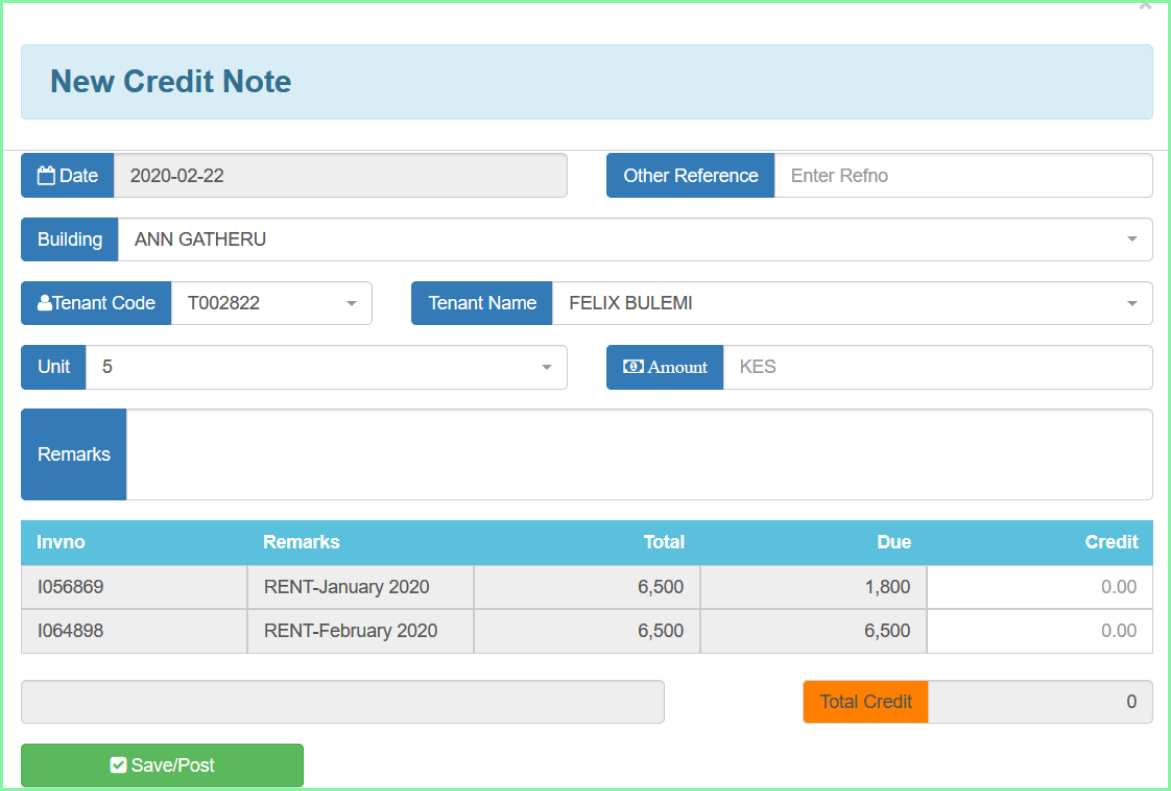 New Credit Note
Date 2020-02-22 Other Reference Enter Refno
Building ANN GATHERU
Tenant Code T002822 Tenant Name FELIX BULEMI
Unit 5 Amount KES
Remarks
Invno Remarks Total Due Credit
I056869 RENT-January 2020 6,500 1,800 0.00
I064898 RENT-February 2020 6,500 6,500 0.00
Total Credit 0
Save/Post